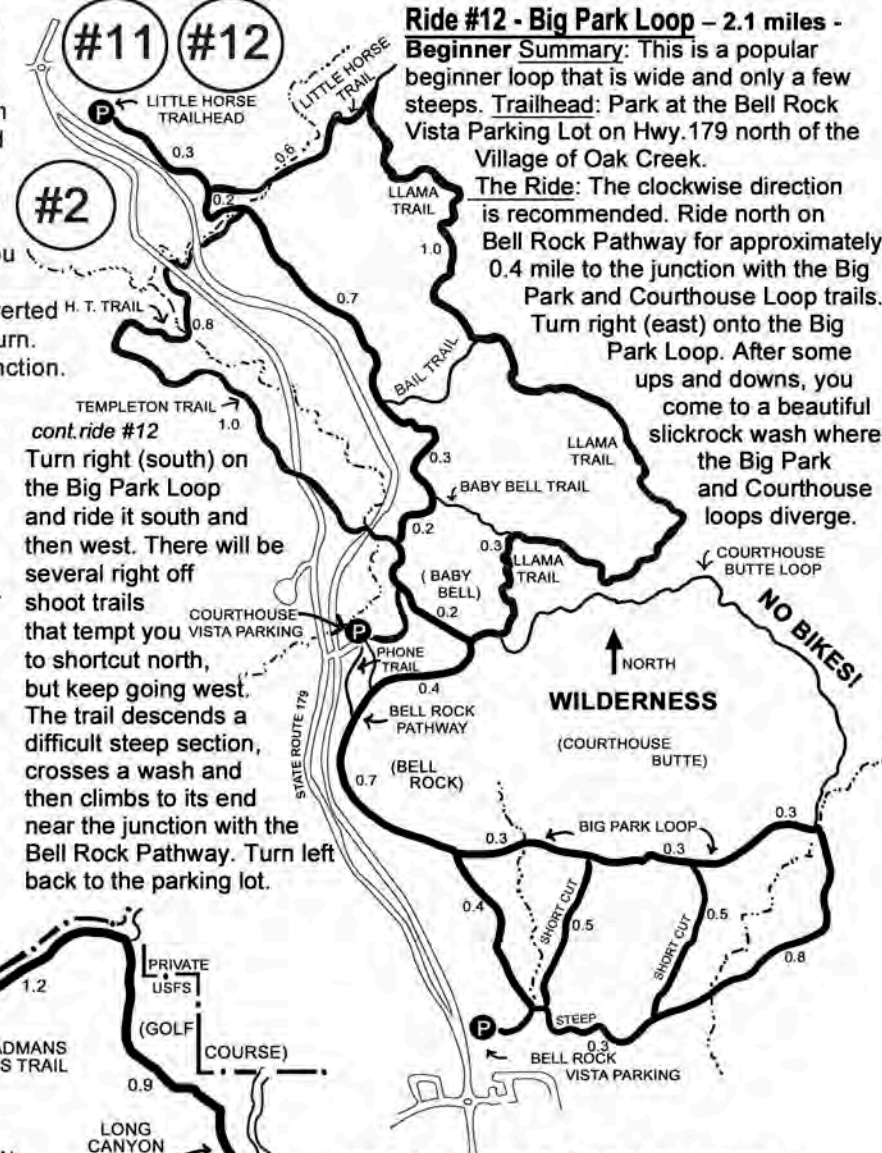 #11
#12
#2
Ride #12 - Big Park Loop – 2.1 miles -
Beginner Summary: This is a popular
beginner loop that is wide and only a few
steeps. Trailhead: Park at the Bell Rock
Vista Parking Lot on Hwy.179 north of the
Village of Oak Creek.
The Ride: The clockwise direction
is recommended. Ride north on
Bell Rock Pathway for approximately
0.4 mile to the junction with the Big
Park and Courthouse Loop trails.
Turn right (east) onto the Big
Park Loop. After some
ups and downs, you
come to a beautiful
slickrock wash where
the Big Park
and Courthouse
loops diverge.
cont.ride #12
Turn right (south) on
the Big Park Loop
and ride it south and
then west. There will be
several right off
shoot trails
that tempt you
to shortcut north,
but keep going west.
The trail descends a
difficult steep section,
crosses a wash and
then climbs to its end
near the junction with the
Bell Rock Pathway. Turn left
back to the parking lot.
P
LITTLE HORSE
TRAILHEAD
LITTLE HORSE
TRAIL
0.3
0.6
0.2
LLAMA
TRAIL
1.0
0.7
erted
H. T. TRAIL
urn.
nction.
0.8
BAIL TRAIL
TEMPLETON TRAIL
1.0
LLAMA
TRAIL
0.3
BABY BELL TRAIL
0.2
0.3
LLAMA
TRAIL
(BABY
BELL)
0.2
COURTHOUSE
BUTTE LOOP
NO BIKES!
COURTHOUSE
VISTA PARKING
P
PHONE
TRAIL
0.4
NORTH
WILDERNESS
(COURTHOUSE
BUTTE)
BELL ROCK
PATHWAY
(BELL
ROCK)
0.7
STATE ROUTE 179
0.3
BIG PARK LOOP
0.3
0.3
0.4
SHORT CUT
0.5
SHORT CUT
0.5
0.8
P
STEEP
0.3
BELL ROCK
VISTA PARKING
1.2
PRIVATE
USFS
(GOLF
COURSE)
ADMANS
S TRAIL
0.9
LONG
CANYON